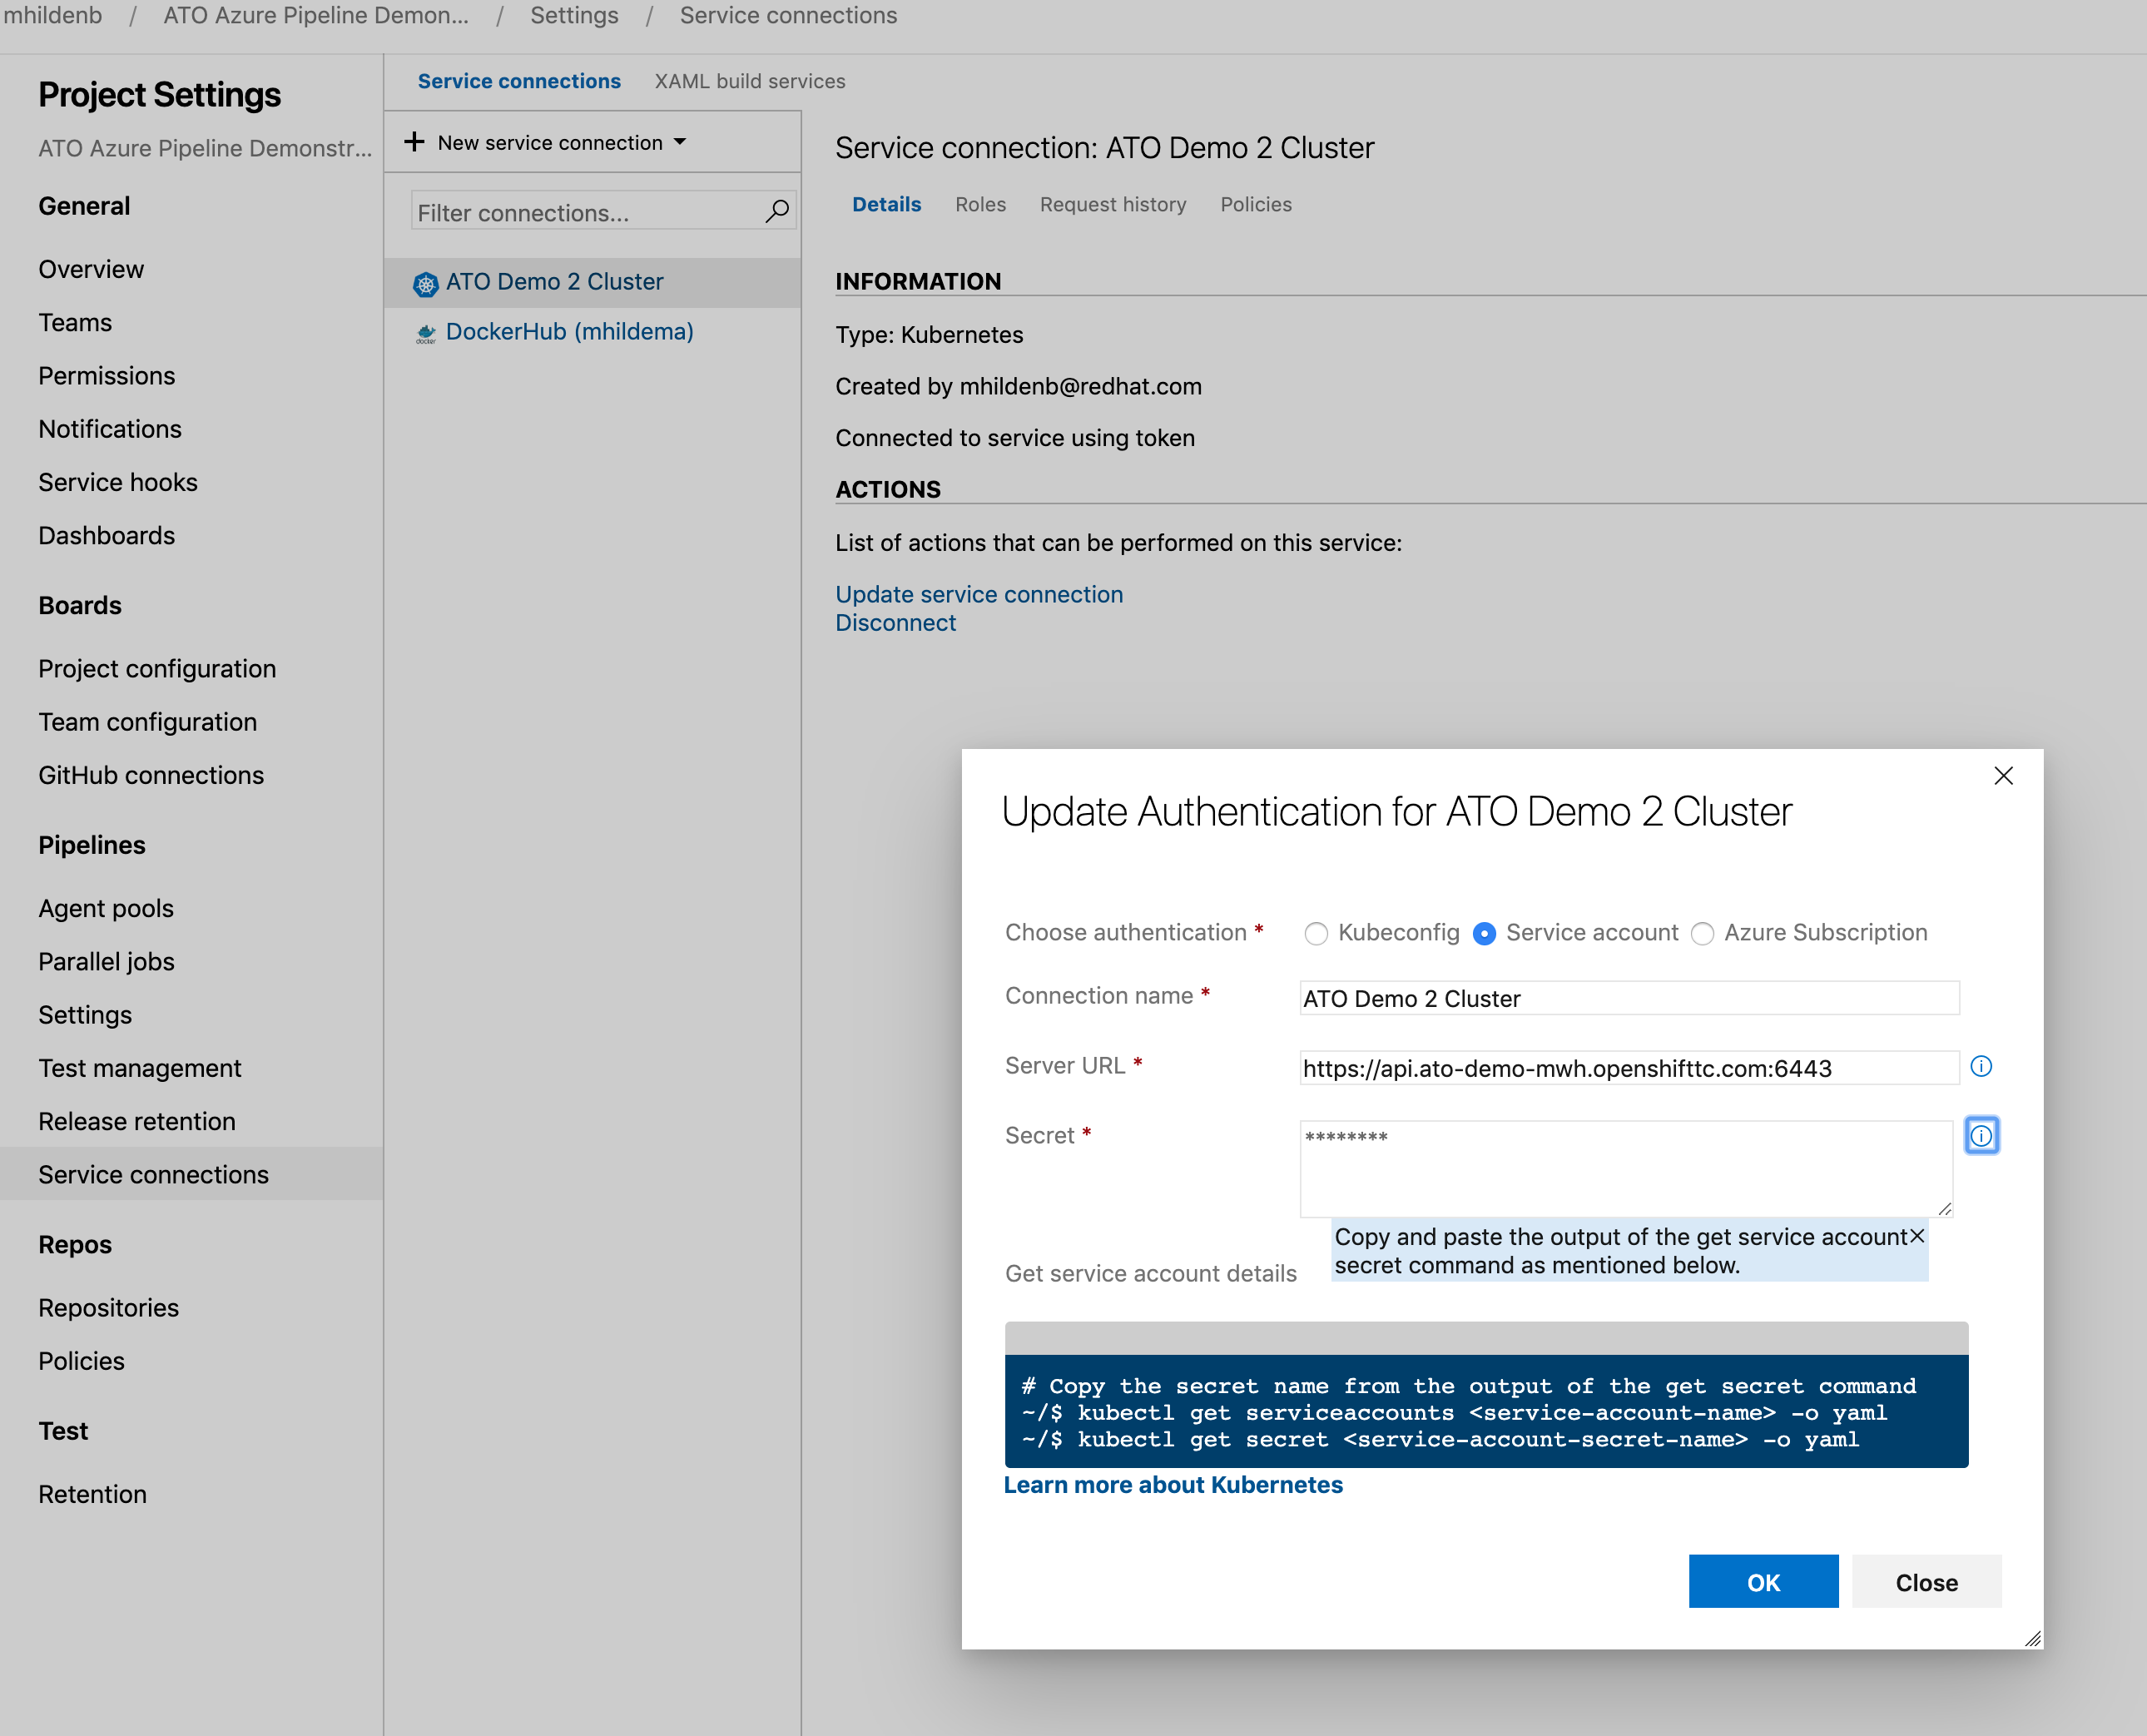 mhildenb / ATO Azure Pipeline Demon... / Settings / Service connections
Project Settings
ATO Azure Pipeline Demonstr...
General
Overview
Teams
Permissions
Notifications
Service hooks
Dashboards
Boards
Project configuration
Team configuration
GitHub connections
Pipelines
Agent pools
Parallel jobs
Settings
Test management
Release retention
Service connections
Repos
Repositories
Policies
Test
Retention
Service connections XAML build services
+ New service connection
Filter connections...
ATO Demo 2 Cluster
docker DockerHub (mhildema)
Service connection: ATO Demo 2 Cluster
Details Roles Request history Policies
INFORMATION
Type: Kubernetes
Created by mhildenb@redhat.com
Connected to service using token
ACTIONS
List of actions that can be performed on this service:
Update service connection
Disconnect
Update Authentication for ATO Demo 2 Cluster
Choose authentication * Kubeconfig Service account Azure Subscription
Connection name * ATO Demo 2 Cluster
Server URL * https://api.ato-demo-mwh.openshifttc.com:6443
Secret * ********
Copy and paste the output of the get service account
secret command as mentioned below.
Get service account details
# Copy the secret name from the output of the get secret command
~/$ kubectl get serviceaccounts <service-account-name> -o yaml
~/$ kubectl get secret <service-account-secret-name> -o yaml
Learn more about Kubernetes
OK Close